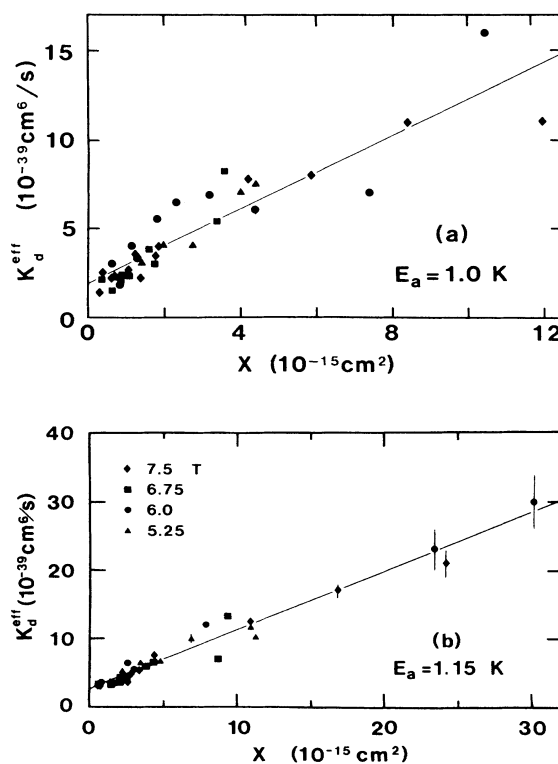 15
10
5
0
K_d^eff (10^-39 cm^6/s)
(a)
E_a = 1.0 K
0 4 8 12
X (10^-15 cm^2)
40
30
20
10
0
K_d^eff (10^-39 cm^6/s)
7.5 T
6.75
6.0
5.25
(b)
E_a = 1.15 K
0 10 20 30
X (10^-15 cm^2)